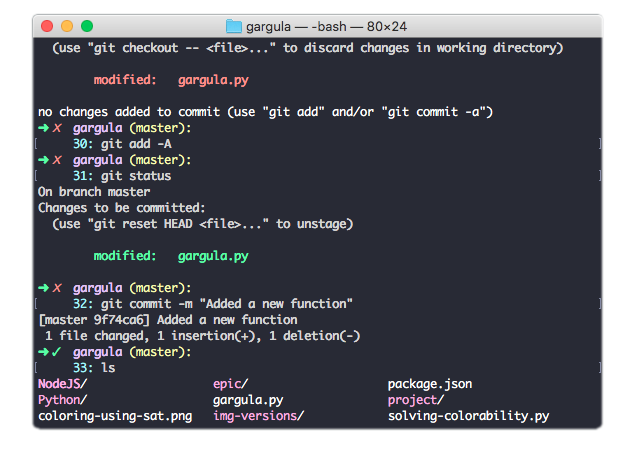 gargula — -bash — 80×24
(use "git checkout -- <file>..." to discard changes in working directory)
modified: gargula.py
no changes added to commit (use "git add" and/or "git commit -a")
➜ ✗ gargula (master):
[ 30: git add -A ]
➜ ✗ gargula (master):
[ 31: git status ]
On branch master
Changes to be committed:
(use "git reset HEAD <file>..." to unstage)
modified: gargula.py
➜ ✗ gargula (master):
[ 32: git commit -m "Added a new function" ]
[master 9f74ca6] Added a new function
1 file changed, 1 insertion(+), 1 deletion(-)
➜ ✓ gargula (master):
[ 33: ls ]
NodeJS/ epic/ package.json
Python/ gargula.py project/
coloring-using-sat.png img-versions/ solving-colorability.py